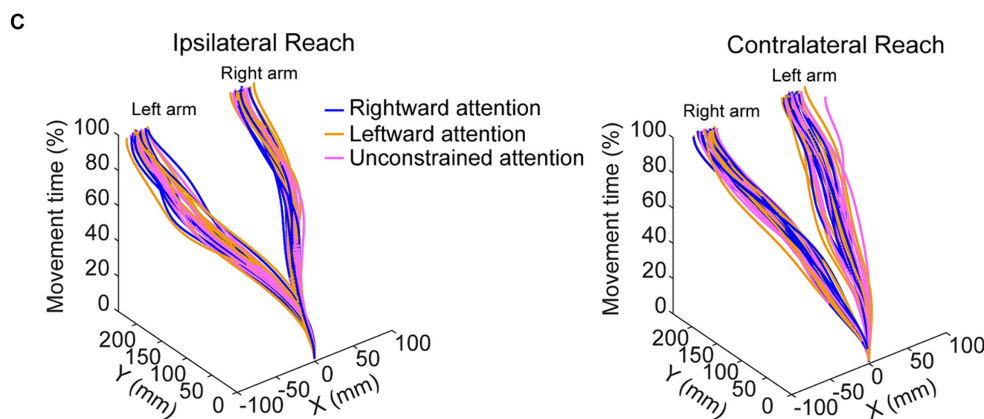 C
Ipsilateral Reach
Right arm
Left arm
Rightward attention
Leftward attention
Unconstrained attention
Movement time (%)
100
80
60
40
20
0
200
150
100
50
0
Y (mm)
-100
-50
0
50
100
X (mm)
Contralateral Reach
Left arm
Right arm
Movement time (%)
100
80
60
40
20
0
200
150
100
50
0
Y (mm)
-100
-50
0
50
100
X (mm)